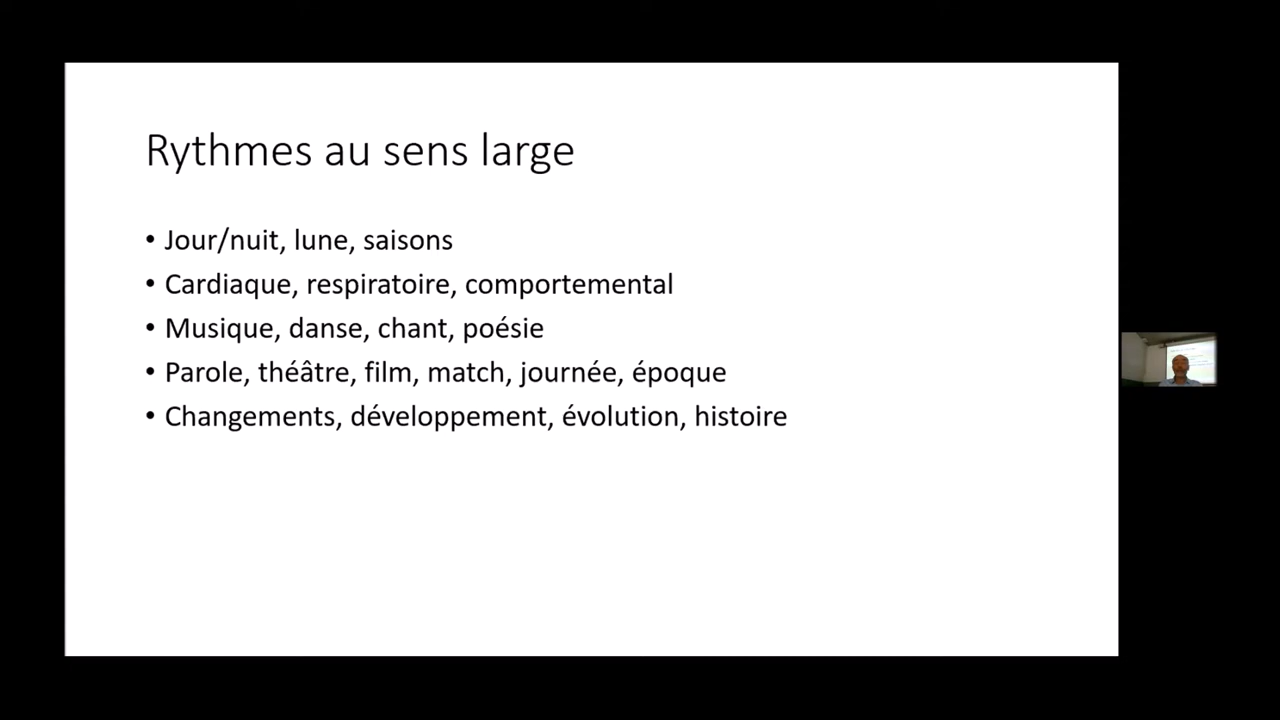 Rythmes au sens large
• Jour/nuit, lune, saisons
• Cardiaque, respiratoire, comportemental
• Musique, danse, chant, poésie
• Parole, théâtre, film, match, journée, époque
• Changements, développement, évolution, histoire